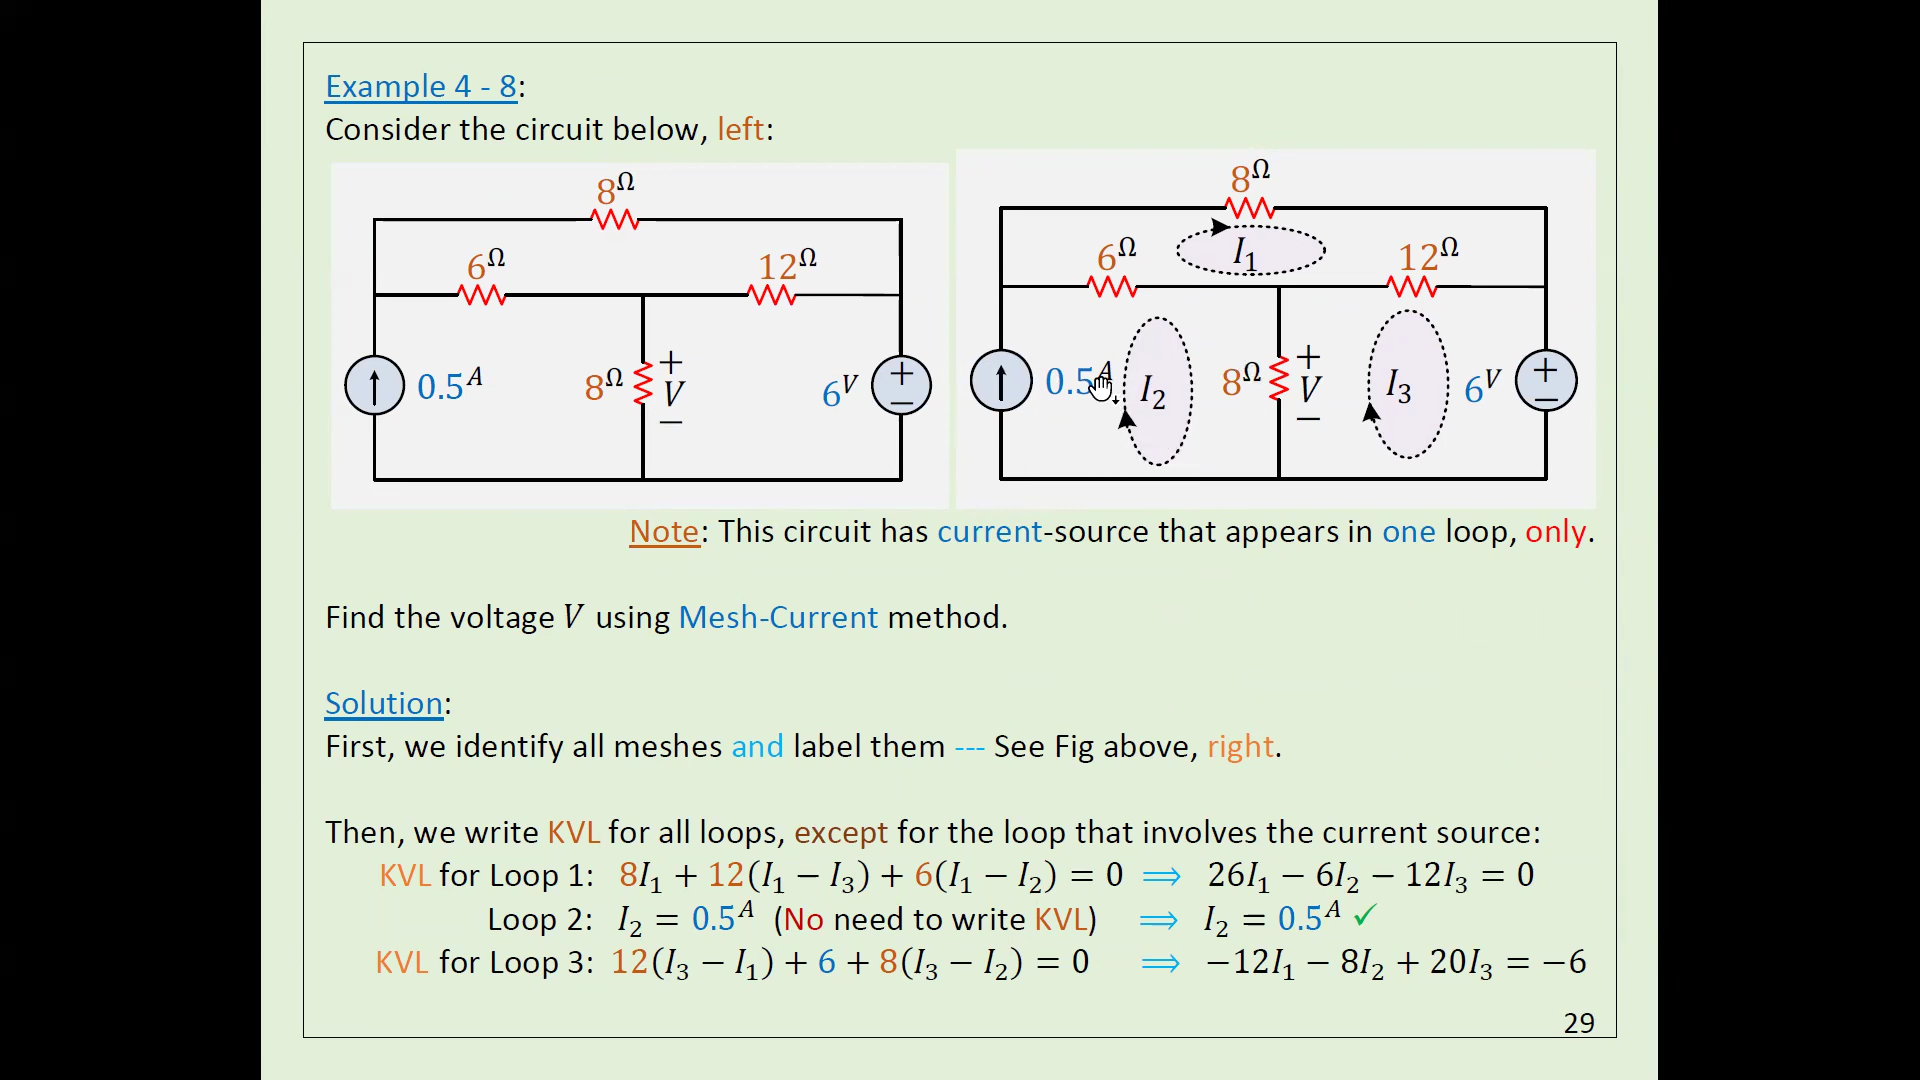 Example 4 - 8:
Consider the circuit below, left:
8Ω
6Ω
12Ω
0.5A
8Ω
+
V
−
6V
+
−
8Ω
6Ω
I1
12Ω
0.5A
I2
8Ω
+
V
−
I3
6V
+
−
Note: This circuit has current-source that appears in one loop, only.
Find the voltage V using Mesh-Current method.
Solution:
First, we identify all meshes and label them --- See Fig above, right.
Then, we write KVL for all loops, except for the loop that involves the current source:
KVL for Loop 1: 8I₁ + 12(I₁ − I₃) + 6(I₁ − I₂) = 0 ⟹ 26I₁ − 6I₂ − 12I₃ = 0
Loop 2: I₂ = 0.5ᴬ (No need to write KVL) ⟹ I₂ = 0.5ᴬ ✓
KVL for Loop 3: 12(I₃ − I₁) + 6 + 8(I₃ − I₂) = 0 ⟹ −12I₁ − 8I₂ + 20I₃ = −6
29